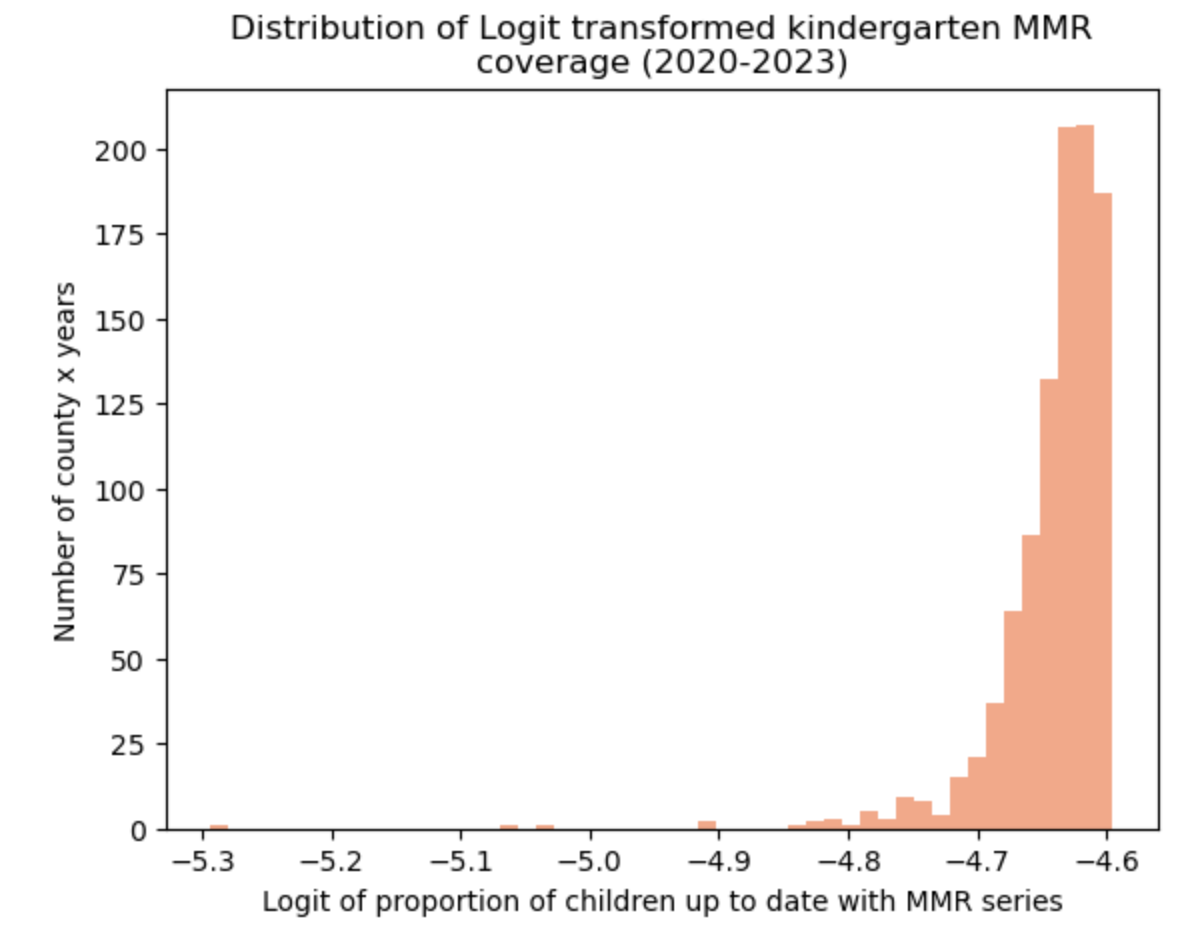 Distribution of Logit transformed kindergarten MMR
coverage (2020-2023)
200
175
150
125
100
75
50
25
0
Number of county x years
−5.3 −5.2 −5.1 −5.0 −4.9 −4.8 −4.7 −4.6
Logit of proportion of children up to date with MMR series